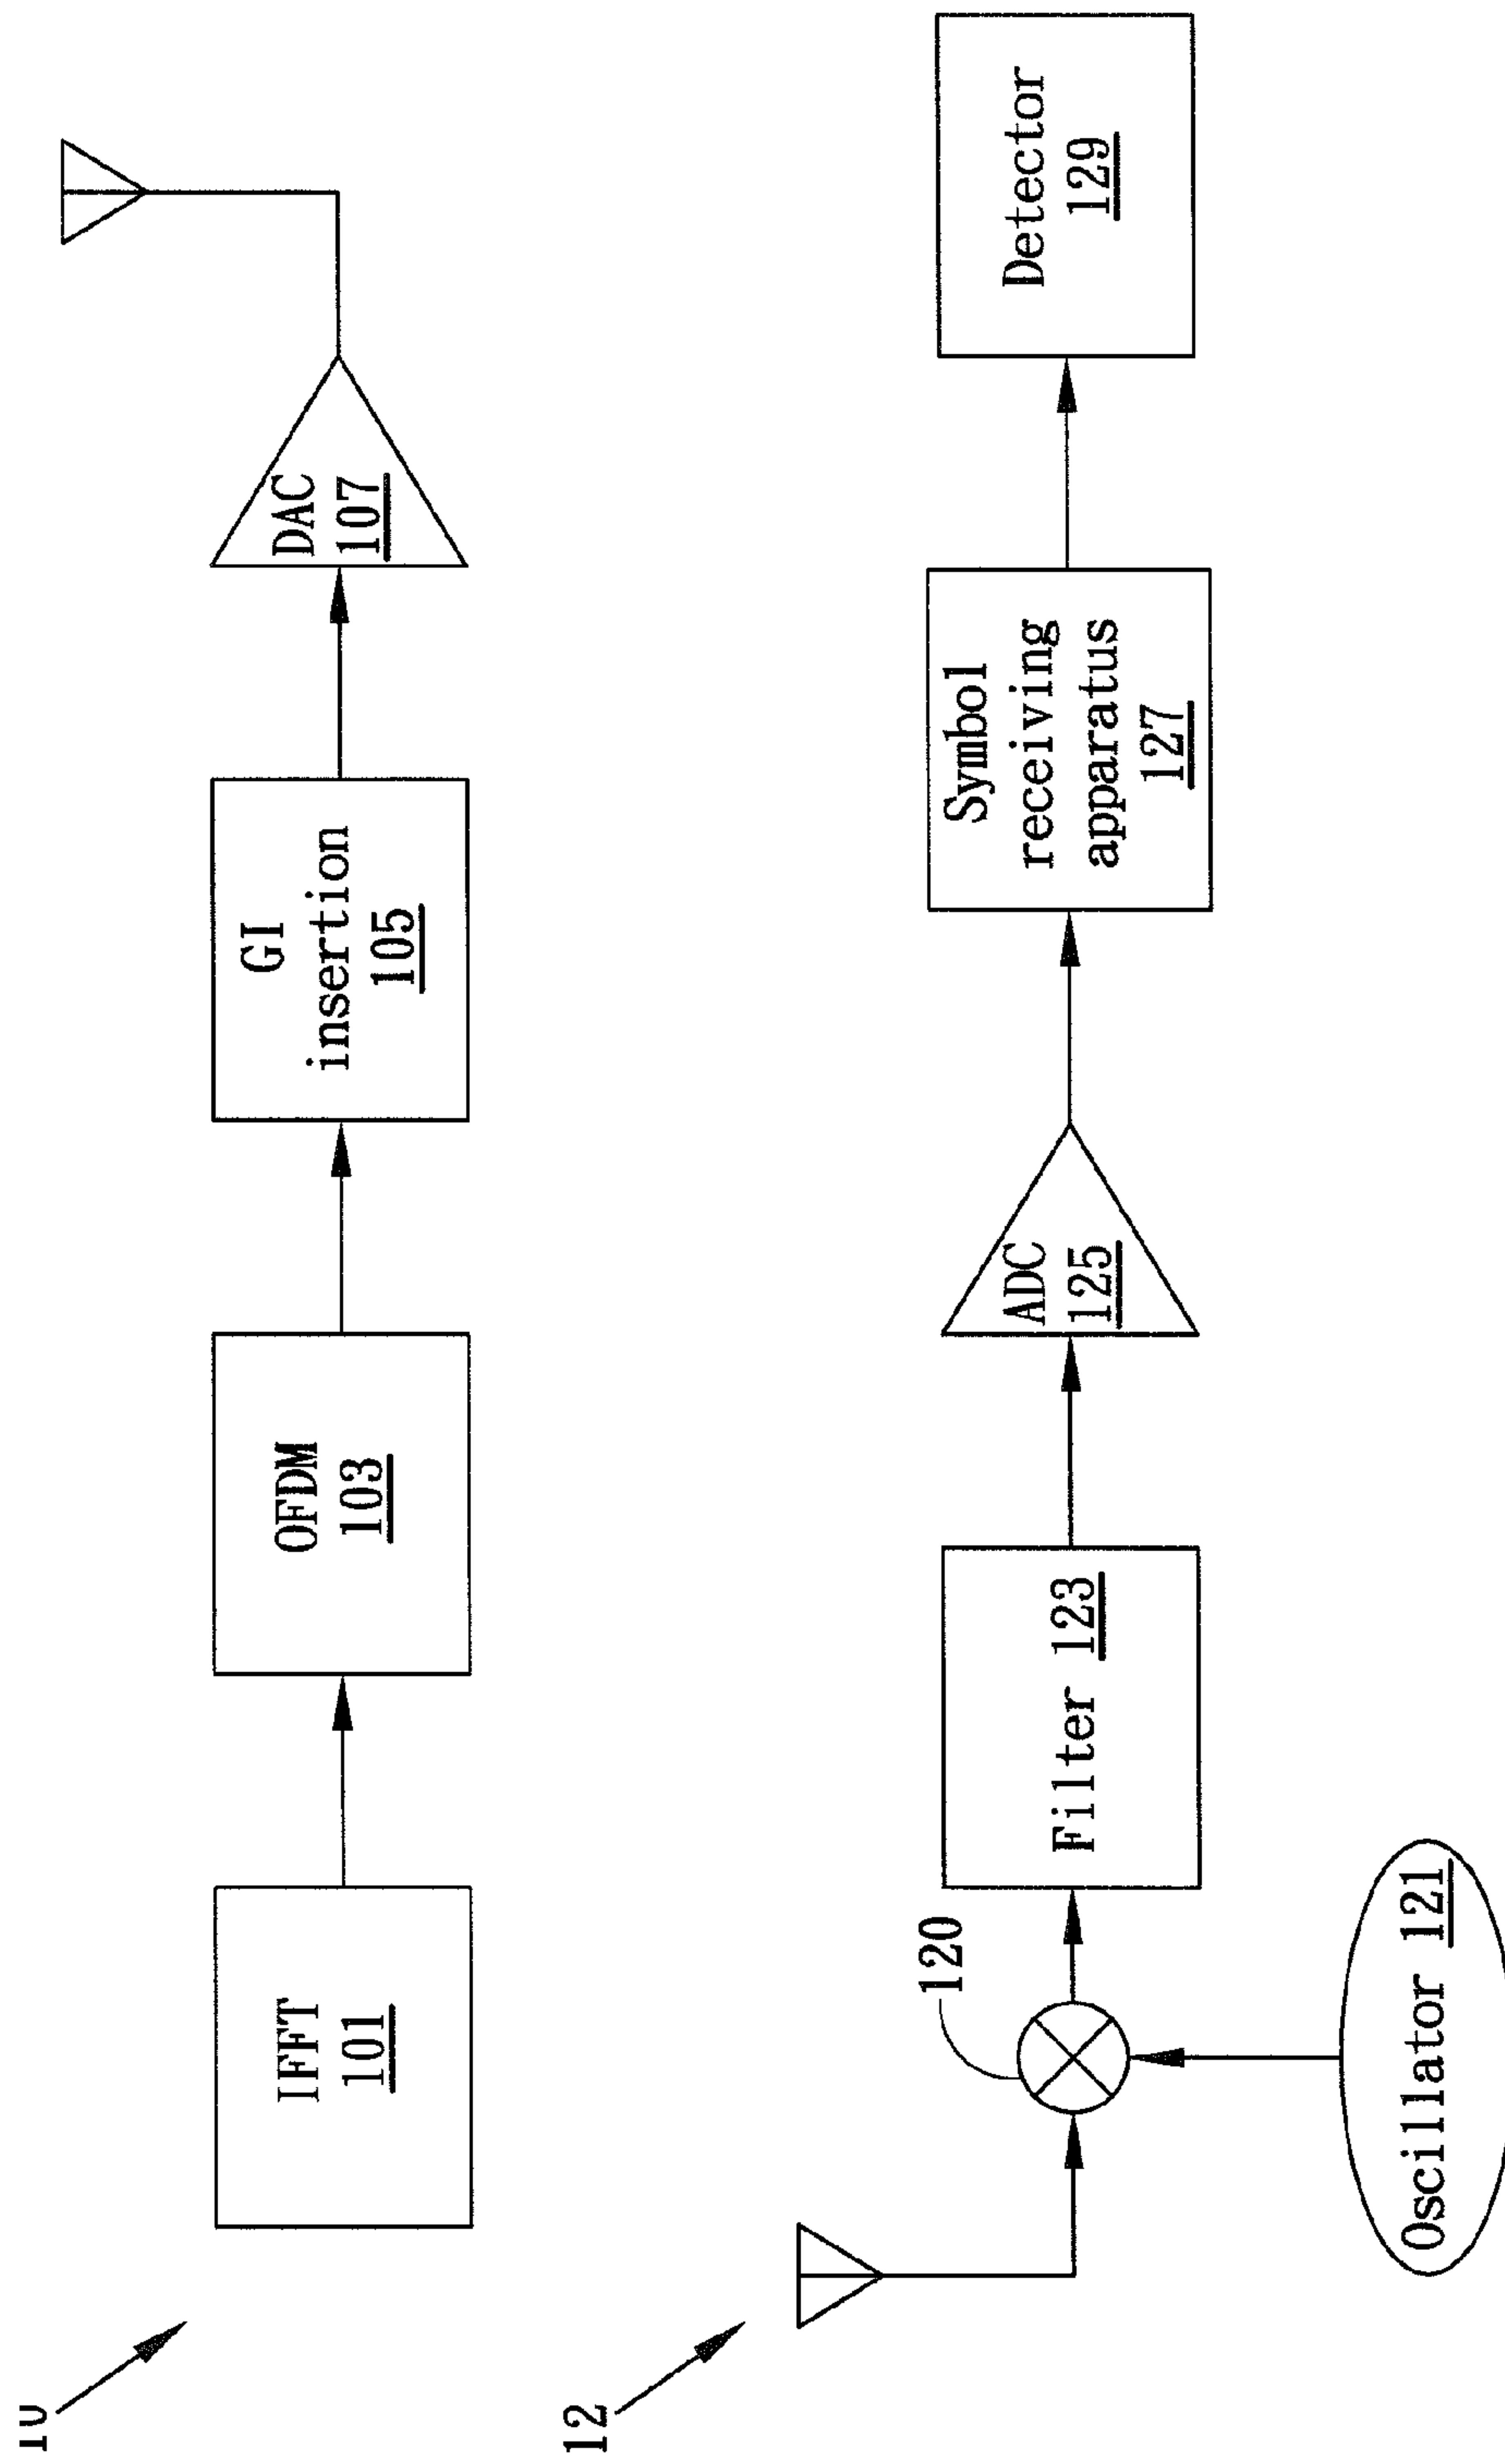 10
IFFT
101
OFDM
103
GI
insertion
105
DAC
107
12
120
Oscillator 121
Filter 123
ADC
125
Symbol
receiving
apparatus
127
Detector
129